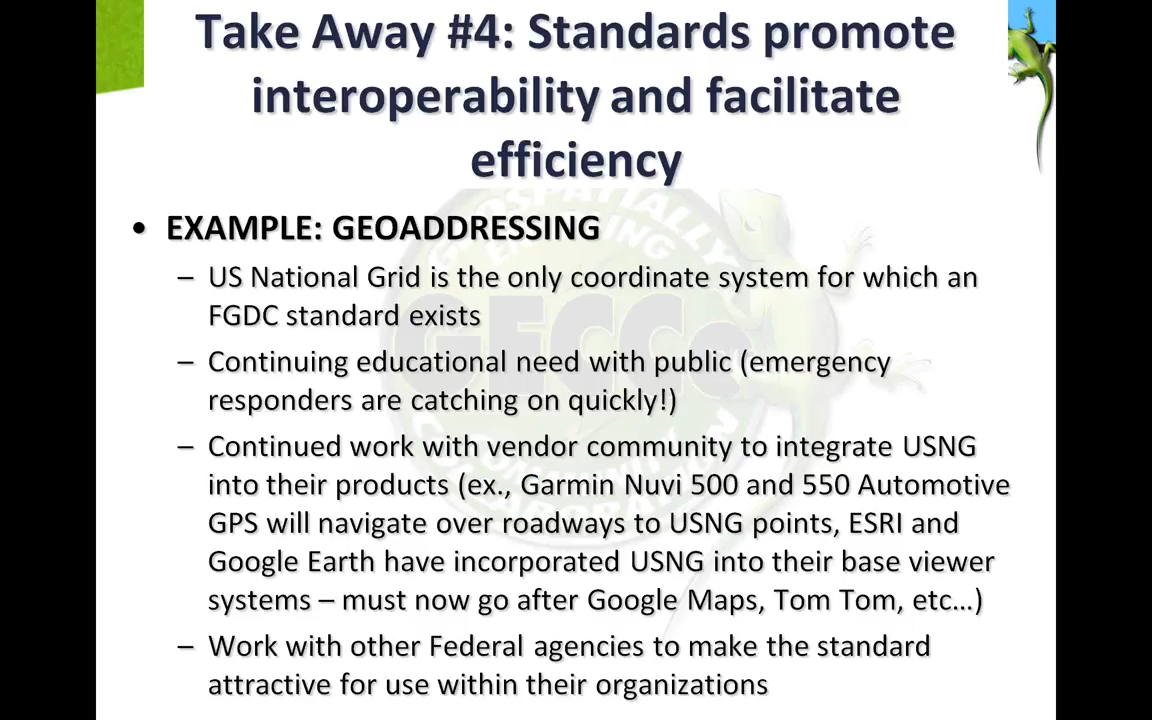 Take Away #4: Standards promote
interoperability and facilitate
efficiency
• EXAMPLE: GEOADDRESSING
– US National Grid is the only coordinate system for which an
FGDC standard exists
– Continuing educational need with public (emergency
responders are catching on quickly!)
– Continued work with vendor community to integrate USNG
into their products (ex., Garmin Nuvi 500 and 550 Automotive
GPS will navigate over roadways to USNG points, ESRI and
Google Earth have incorporated USNG into their base viewer
systems – must now go after Google Maps, Tom Tom, etc…)
– Work with other Federal agencies to make the standard
attractive for use within their organizations